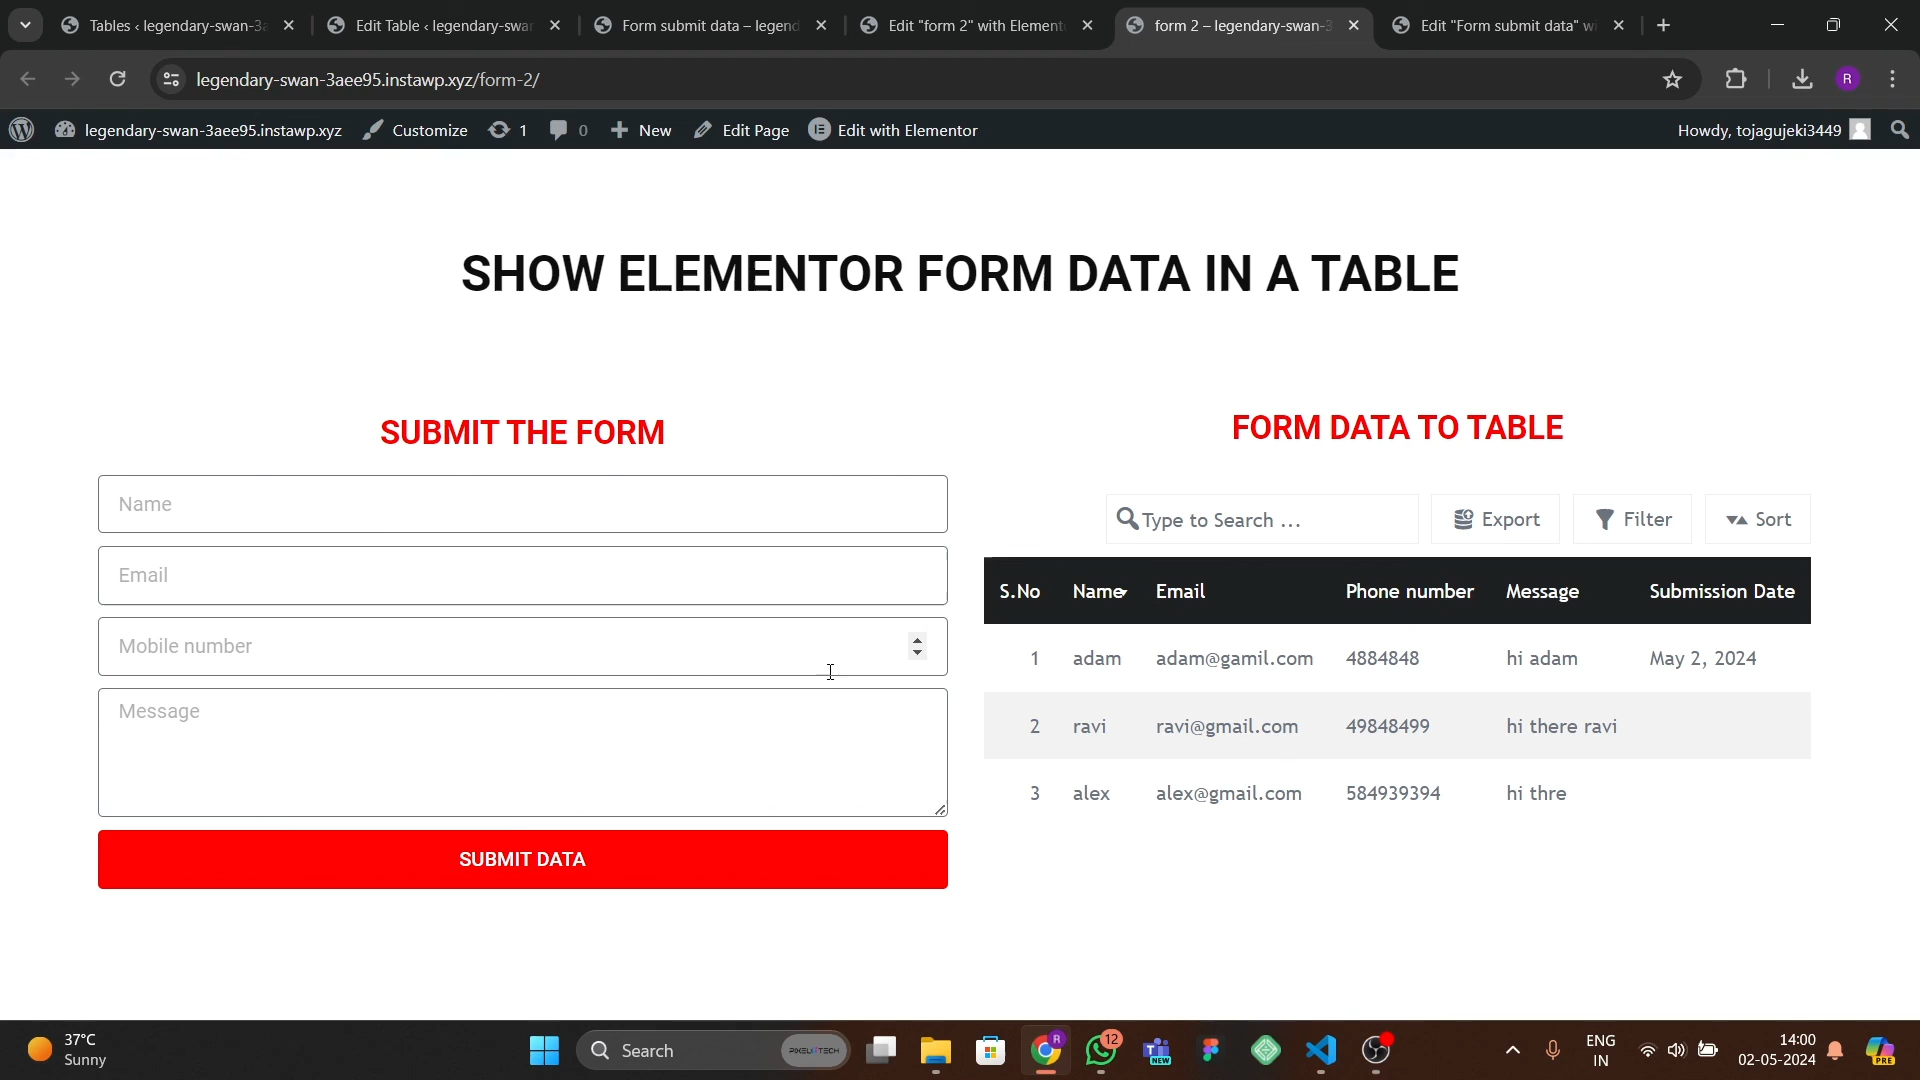 Tables ‹ legendary-swan-3a
Edit Table ‹ legendary-swan
Form submit data – legend
Edit "form 2" with Element
form 2 – legendary-swan-3
Edit "Form submit data" w
legendary-swan-3aee95.instawp.xyz/form-2/
R
legendary-swan-3aee95.instawp.xyz
Customize
1
0
New
Edit Page
Edit with Elementor
Howdy, tojagujeki3449
SHOW ELEMENTOR FORM DATA IN A TABLE
SUBMIT THE FORM
Name
Email
Mobile number
Message
SUBMIT DATA
FORM DATA TO TABLE
Type to Search ...
Export
Filter
Sort
S.No Name Email Phone number Message Submission Date
1 adam adam@gamil.com 4884848 hi adam May 2, 2024
2 ravi ravi@gmail.com 49848499 hi there ravi
3 alex alex@gmail.com 584939394 hi thre
37°C
Sunny
Search
PIXEL TECH
R
12
NEW
ENG
IN
14:00
02-05-2024
PRE